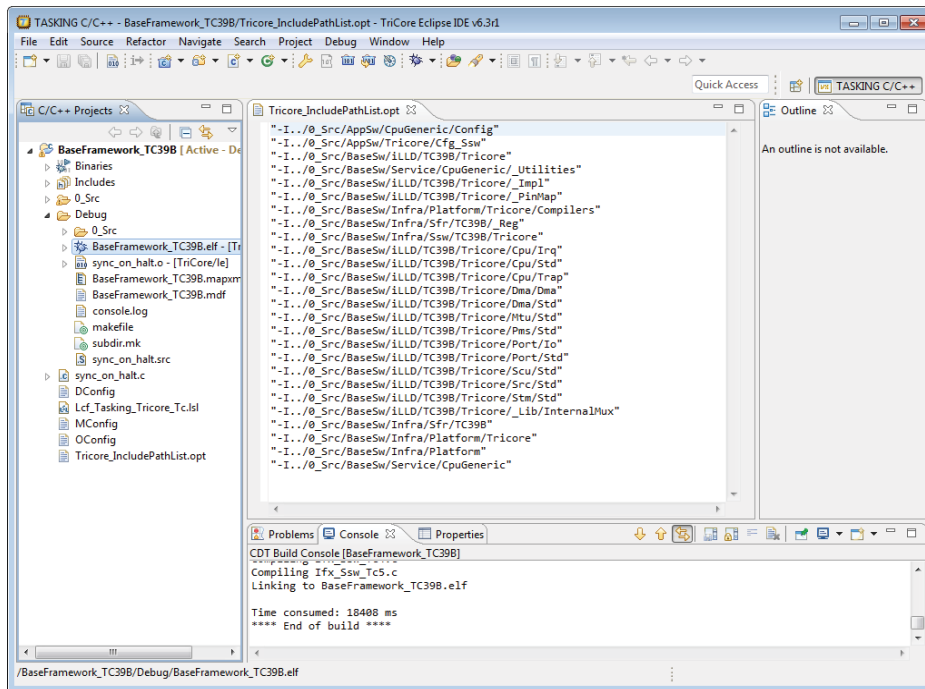 TASKING C/C++ - BaseFramework_TC39B/Tricore_IncludePathList.opt - TriCore Eclipse IDE v6.3r1
File Edit Source Refactor Navigate Search Project Debug Window Help
Quick Access
TASKING C/C++
C/C++ Projects
BaseFramework_TC39B [ Active - De
Binaries
Includes
0_Src
Debug
0_Src
BaseFramework_TC39B.elf - [Tr
sync_on_halt.o - [TriCore/le]
BaseFramework_TC39B.mapxm
BaseFramework_TC39B.mdf
console.log
makefile
subdir.mk
sync_on_halt.src
sync_on_halt.c
DConfig
Lcf_Tasking_Tricore_Tc.lsl
MConfig
OConfig
Tricore_IncludePathList.opt
Tricore_IncludePathList.opt
"-I../0_Src/AppSw/CpuGeneric/Config"
"-I../0_Src/AppSw/Tricore/Cfg_Ssw"
"-I../0_Src/BaseSw/iLLD/TC39B/Tricore"
"-I../0_Src/BaseSw/Service/CpuGeneric/_Utilities"
"-I../0_Src/BaseSw/iLLD/TC39B/Tricore/_Impl"
"-I../0_Src/BaseSw/iLLD/TC39B/Tricore/_PinMap"
"-I../0_Src/BaseSw/Infra/Platform/Tricore/Compilers"
"-I../0_Src/BaseSw/Infra/Sfr/TC39B/_Reg"
"-I../0_Src/BaseSw/Infra/Ssw/TC39B/Tricore"
"-I../0_Src/BaseSw/iLLD/TC39B/Tricore/Cpu/Irq"
"-I../0_Src/BaseSw/iLLD/TC39B/Tricore/Cpu/Std"
"-I../0_Src/BaseSw/iLLD/TC39B/Tricore/Cpu/Trap"
"-I../0_Src/BaseSw/iLLD/TC39B/Tricore/Dma/Dma"
"-I../0_Src/BaseSw/iLLD/TC39B/Tricore/Dma/Std"
"-I../0_Src/BaseSw/iLLD/TC39B/Tricore/Mtu/Std"
"-I../0_Src/BaseSw/iLLD/TC39B/Tricore/Pms/Std"
"-I../0_Src/BaseSw/iLLD/TC39B/Tricore/Port/Io"
"-I../0_Src/BaseSw/iLLD/TC39B/Tricore/Port/Std"
"-I../0_Src/BaseSw/iLLD/TC39B/Tricore/Scu/Std"
"-I../0_Src/BaseSw/iLLD/TC39B/Tricore/Src/Std"
"-I../0_Src/BaseSw/iLLD/TC39B/Tricore/Stm/Std"
"-I../0_Src/BaseSw/iLLD/TC39B/Tricore/_Lib/InternalMux"
"-I../0_Src/BaseSw/Infra/Sfr/TC39B"
"-I../0_Src/BaseSw/Infra/Platform/Tricore"
"-I../0_Src/BaseSw/Infra/Platform"
"-I../0_Src/BaseSw/Service/CpuGeneric"
Outline
An outline is not available.
Problems Console Properties
CDT Build Console [BaseFramework_TC39B]
Compiling Ifx_Ssw_Tc5.c
Linking to BaseFramework_TC39B.elf
Time consumed: 18408 ms
**** End of build ****
/BaseFramework_TC39B/Debug/BaseFramework_TC39B.elf